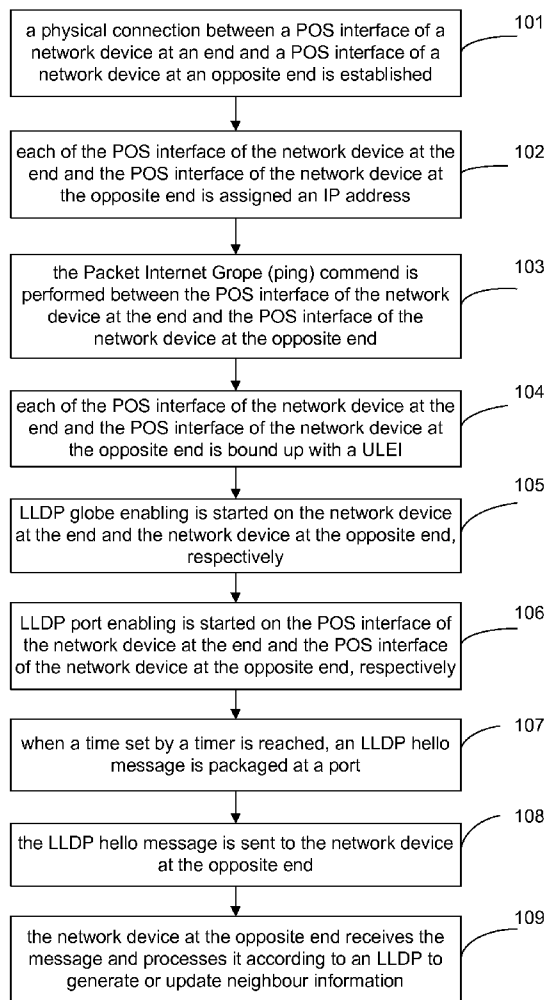 a physical connection between a POS interface of a
network device at an end and a POS interface of a
network device at an opposite end is established
101
each of the POS interface of the network device at the
end and the POS interface of the network device at
the opposite end is assigned an IP address
102
the Packet Internet Grope (ping) commend is
performed between the POS interface of the network
device at the end and the POS interface of the
network device at the opposite end
103
each of the POS interface of the network device at the
end and the POS interface of the network device at
the opposite end is bound up with a ULEI
104
LLDP globe enabling is started on the network device
at the end and the network device at the opposite end,
respectively
105
LLDP port enabling is started on the POS interface of
the network device at the end and the POS interface
of the network device at the opposite end, respectively
106
when a time set by a timer is reached, an LLDP hello
message is packaged at a port
107
the LLDP hello message is sent to the network device
at the opposite end
108
the network device at the opposite end receives the
message and processes it according to an LLDP to
generate or update neighbour information
109